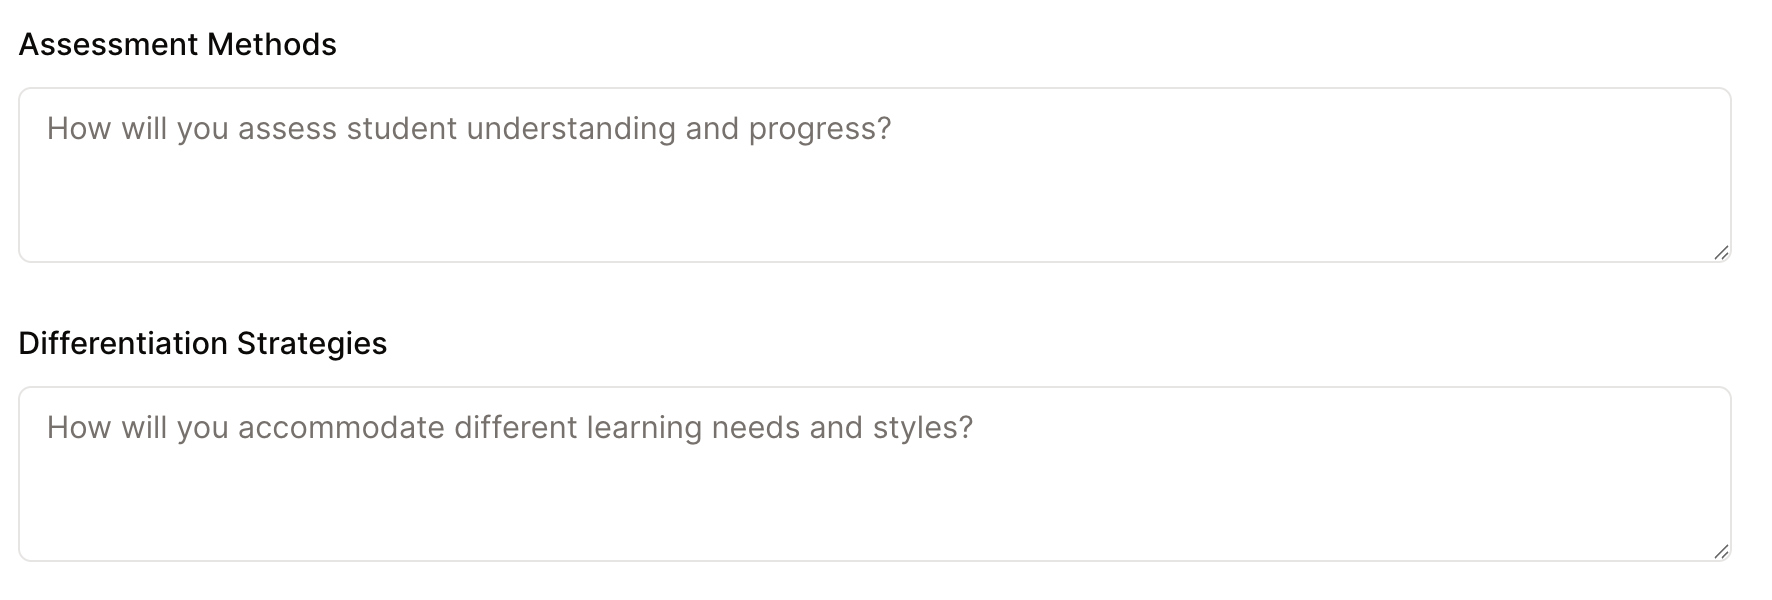 Assessment Methods
How will you assess student understanding and progress?
Differentiation Strategies
How will you accommodate different learning needs and styles?